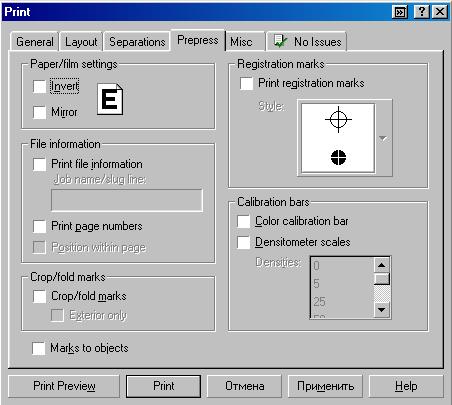 Print
General Layout Separations Prepress Misc No Issues
Paper/film settings
Invert
Mirror
E
File information
Print file information
Job name/slug line:
Print page numbers
Position within page
Crop/fold marks
Crop/fold marks
Exterior only
Marks to objects
Registration marks
Print registration marks
Style:
Calibration bars
Color calibration bar
Densitometer scales
Densities:
0
5
25
50
Print Preview Print Отмена Применить Help